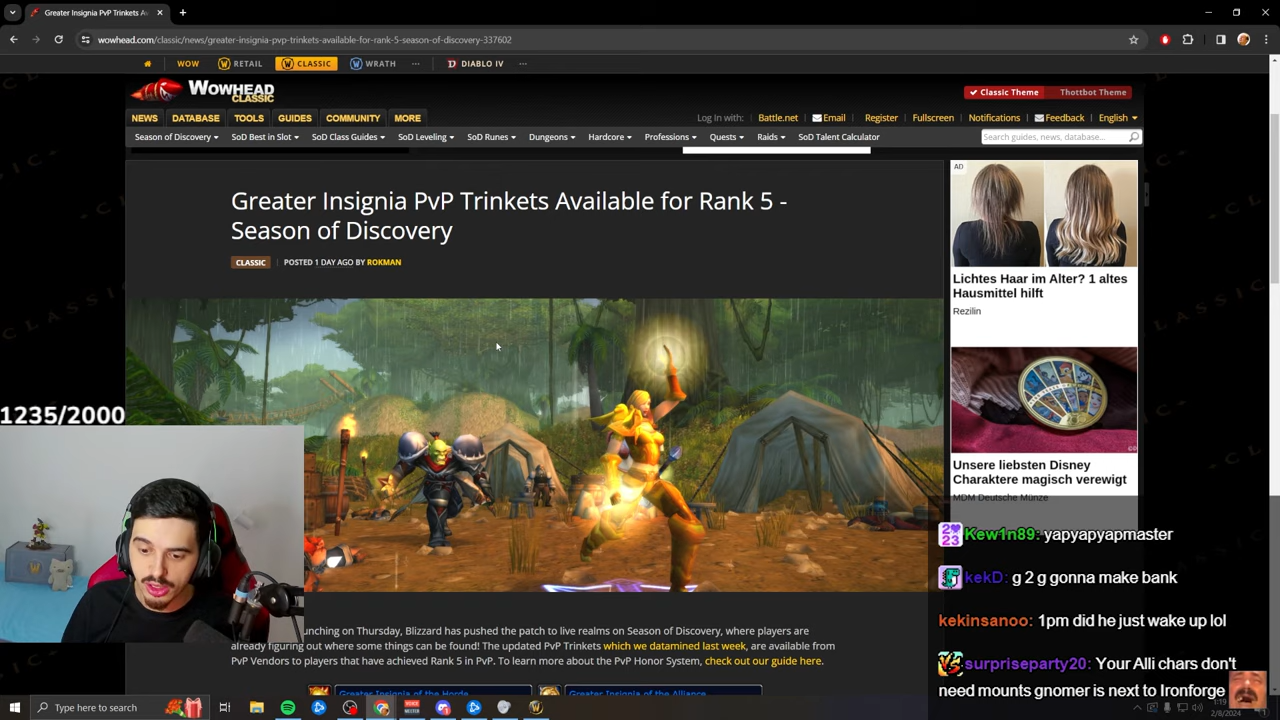 Greater Insignia PvP Trinkets A
wowhead.com/classic/news/greater-insignia-pvp-trinkets-available-for-rank-5-season-of-discovery-337602
WOW RETAIL CLASSIC WRATH DIABLO IV
WOWHEAD CLASSIC
Classic Theme Thottbot Theme
NEWS DATABASE TOOLS GUIDES COMMUNITY MORE
Log In with: Battle.net Email Register Fullscreen Notifications Feedback English
Season of Discovery SoD Best in Slot SoD Class Guides SoD Leveling SoD Runes Dungeons Hardcore Professions Quests Raids SoD Talent Calculator
Search guides, news, database...
Greater Insignia PvP Trinkets Available for Rank 5 -
Season of Discovery
CLASSIC POSTED 1 DAY AGO BY ROKMAN
AD
Lichtes Haar im Alter? 1 altes
Hausmittel hilft
Rezilin
Unsere liebsten Disney
Charaktere magisch verewigt
MDM Deutsche Münze
1235/2000
Kew1n89: yapyapyapmaster
kekD: g 2 g gonna make bank
kekinsanoo: 1pm did he just wake up lol
surpriseparty20: Your Alli chars don't
need mounts gnomer is next to Ironforge
unching on Thursday, Blizzard has pushed the patch to live realms on Season of Discovery, where players are
already figuring out where some things can be found! The updated PvP Trinkets which we datamined last week, are available from
PvP Vendors to players that have achieved Rank 5 in PvP. To learn more about the PvP Honor System, check out our guide here.
Greater Insignia of the Horde
Greater Insignia of the Alliance
Type here to search
1:19
2/8/2024